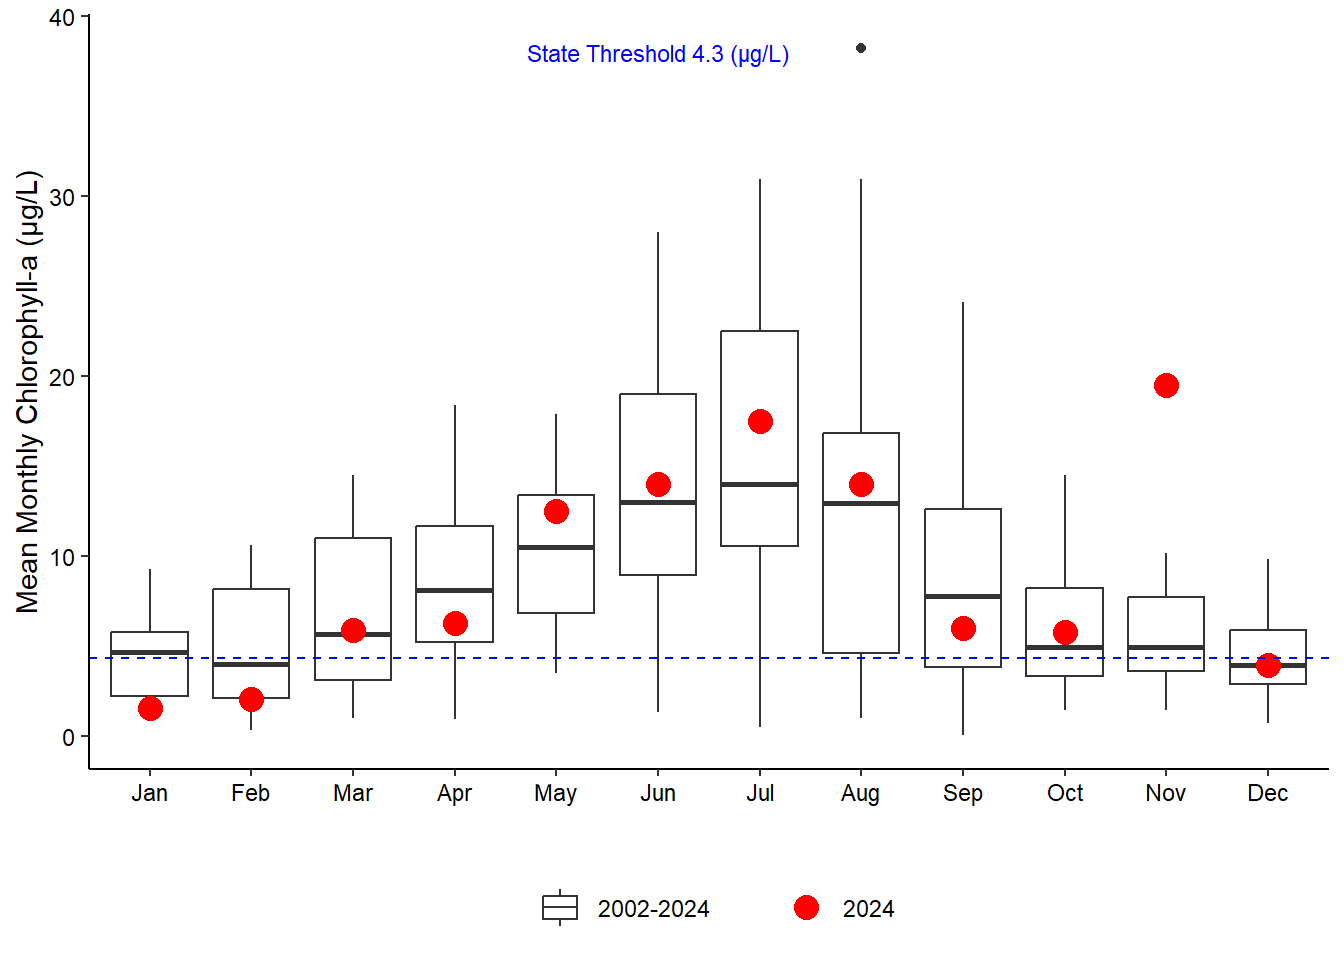 State Threshold 4.3 (µg/L)
Mean Monthly Chlorophyll-a (µg/L)
40
30
20
10
0
Jan Feb Mar Apr May Jun Jul Aug Sep Oct Nov Dec
2002-2024 2024